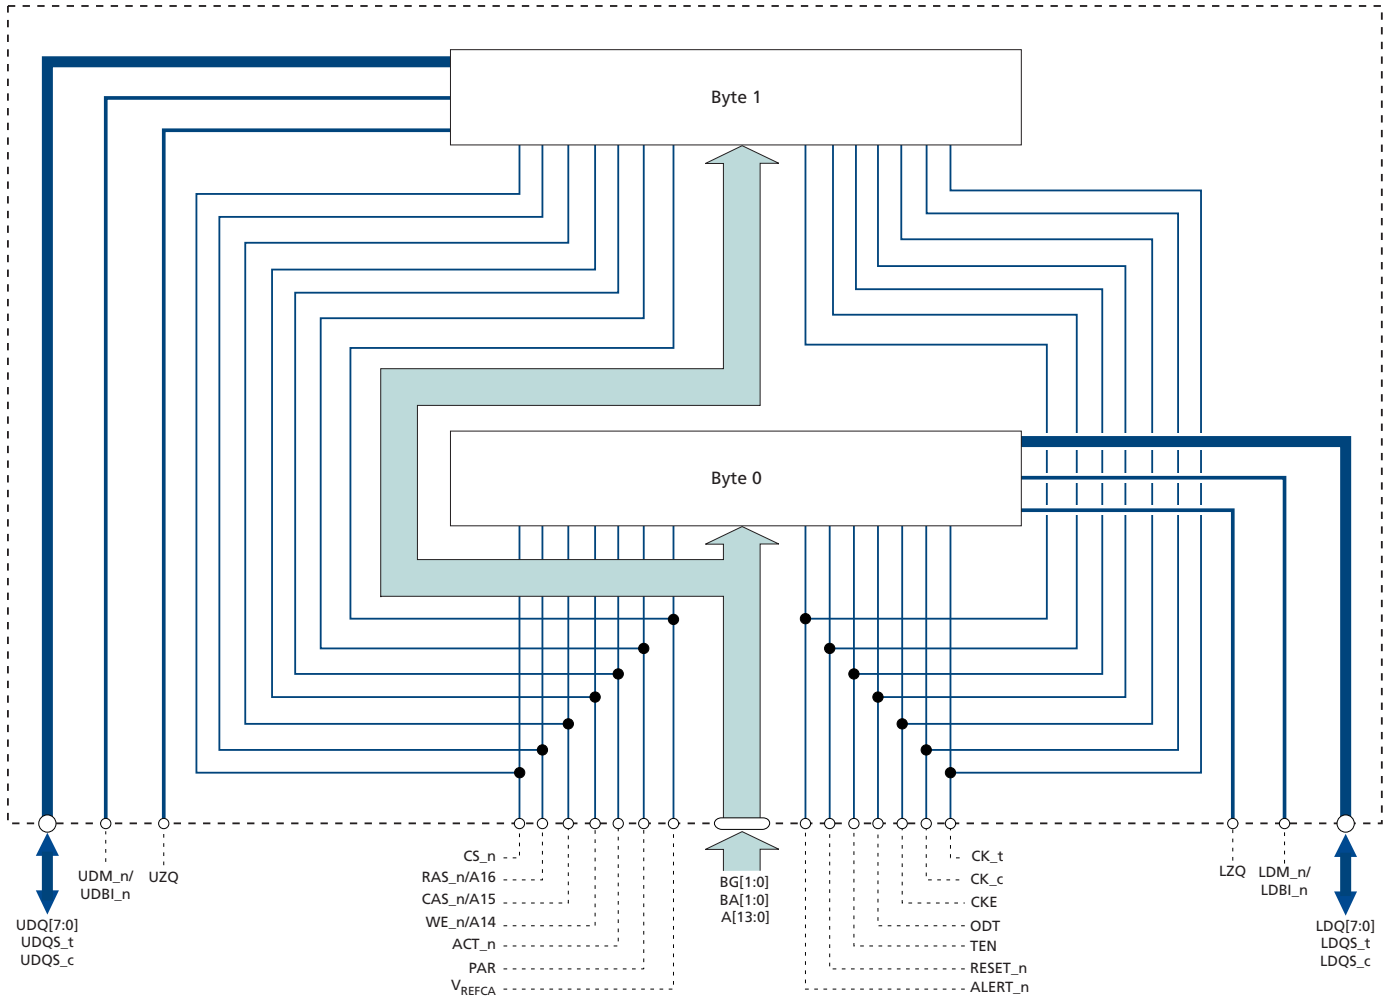 Byte 1
Byte 0
CS_n
RAS_n/A16
CAS_n/A15
WE_n/A14
ACT_n
PAR
VREFCA
UDM_n/
UDBI_n
UZQ
UDQ[7:0]
UDQS_t
UDQS_c
BG[1:0]
BA[1:0]
A[13:0]
CK_t
CK_c
CKE
ODT
TEN
RESET_n
ALERT_n
LZQ
LDM_n/
LDBI_n
LDQ[7:0]
LDQS_t
LDQS_c